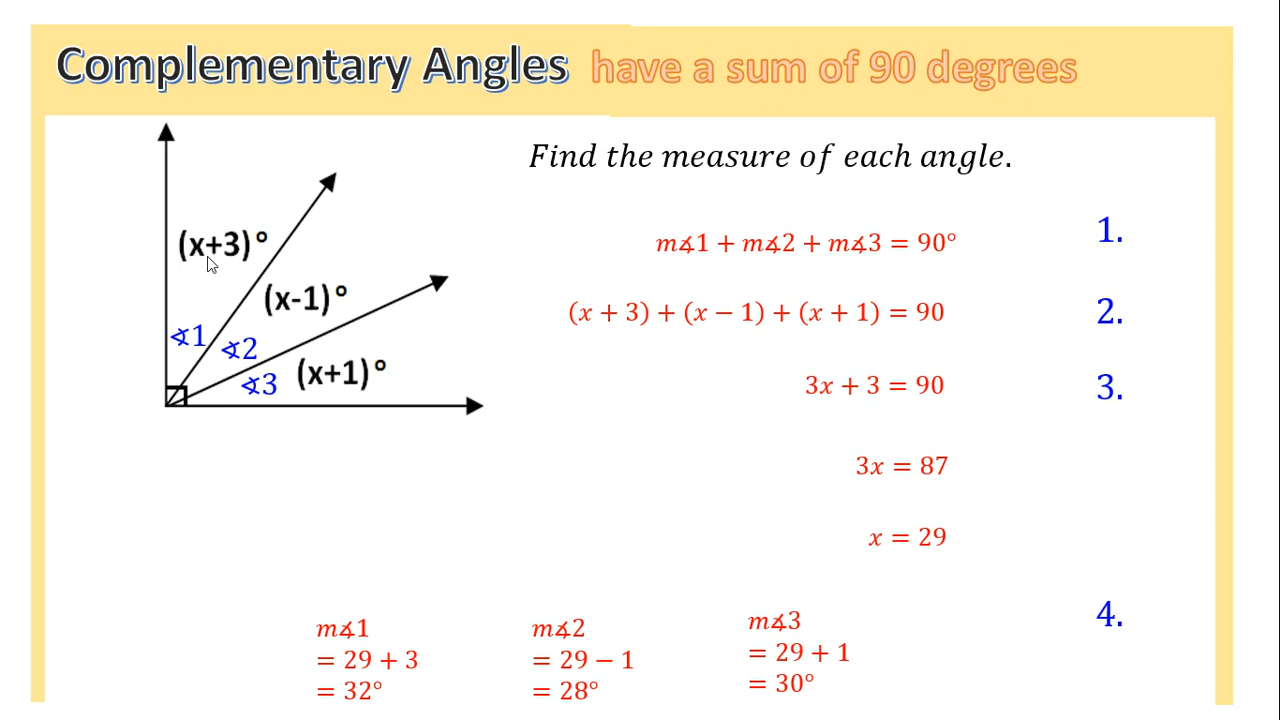 Complementary Angles have a sum of 90 degrees
Find the measure of each angle.
(x+3)°
(x-1)°
(x+1)°
∢1
∢2
∢3
m∡1 + m∡2 + m∡3 = 90° 1.
(x + 3) + (x − 1) + (x + 1) = 90 2.
3x + 3 = 90 3.
3x = 87
x = 29
4.
m∡1
= 29 + 3
= 32°
m∡2
= 29 − 1
= 28°
m∡3
= 29 + 1
= 30°